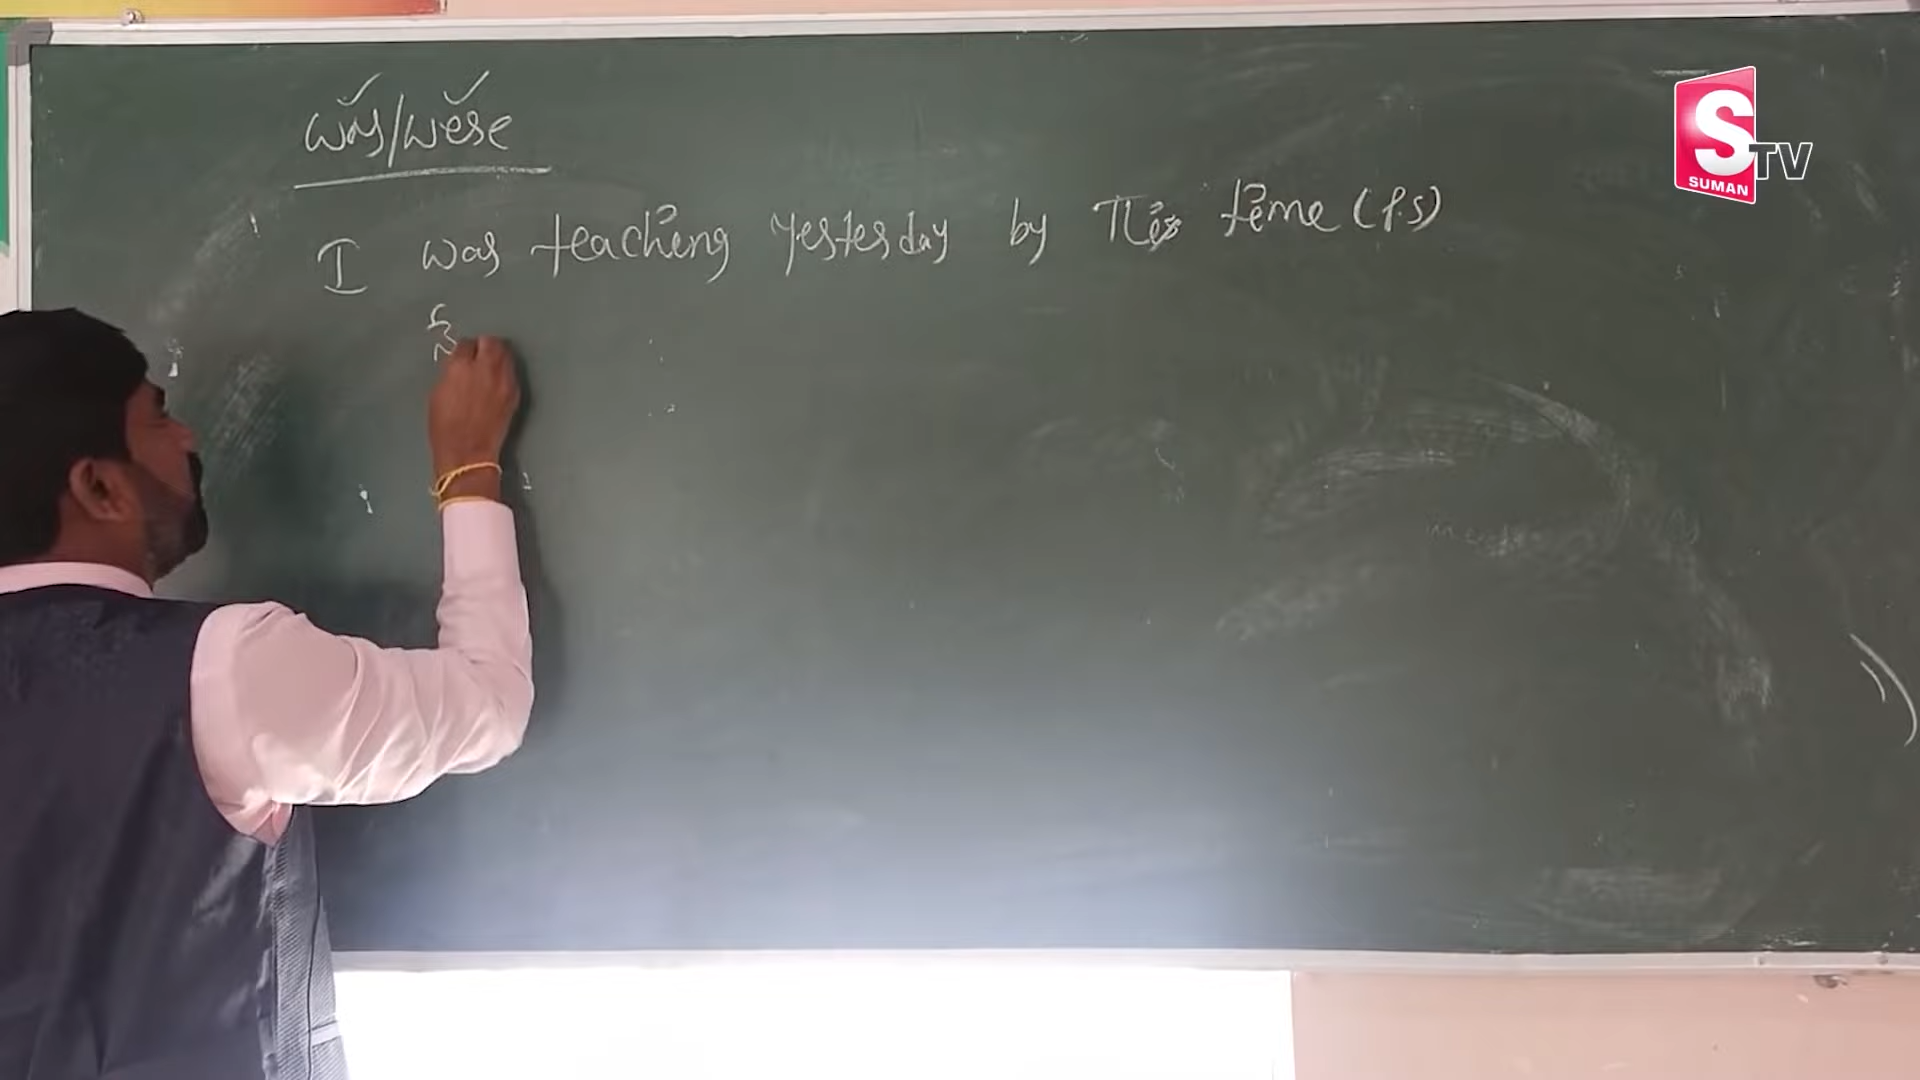 was/were
S
TV
SUMAN
I was teaching yesterday by this time (P.S)